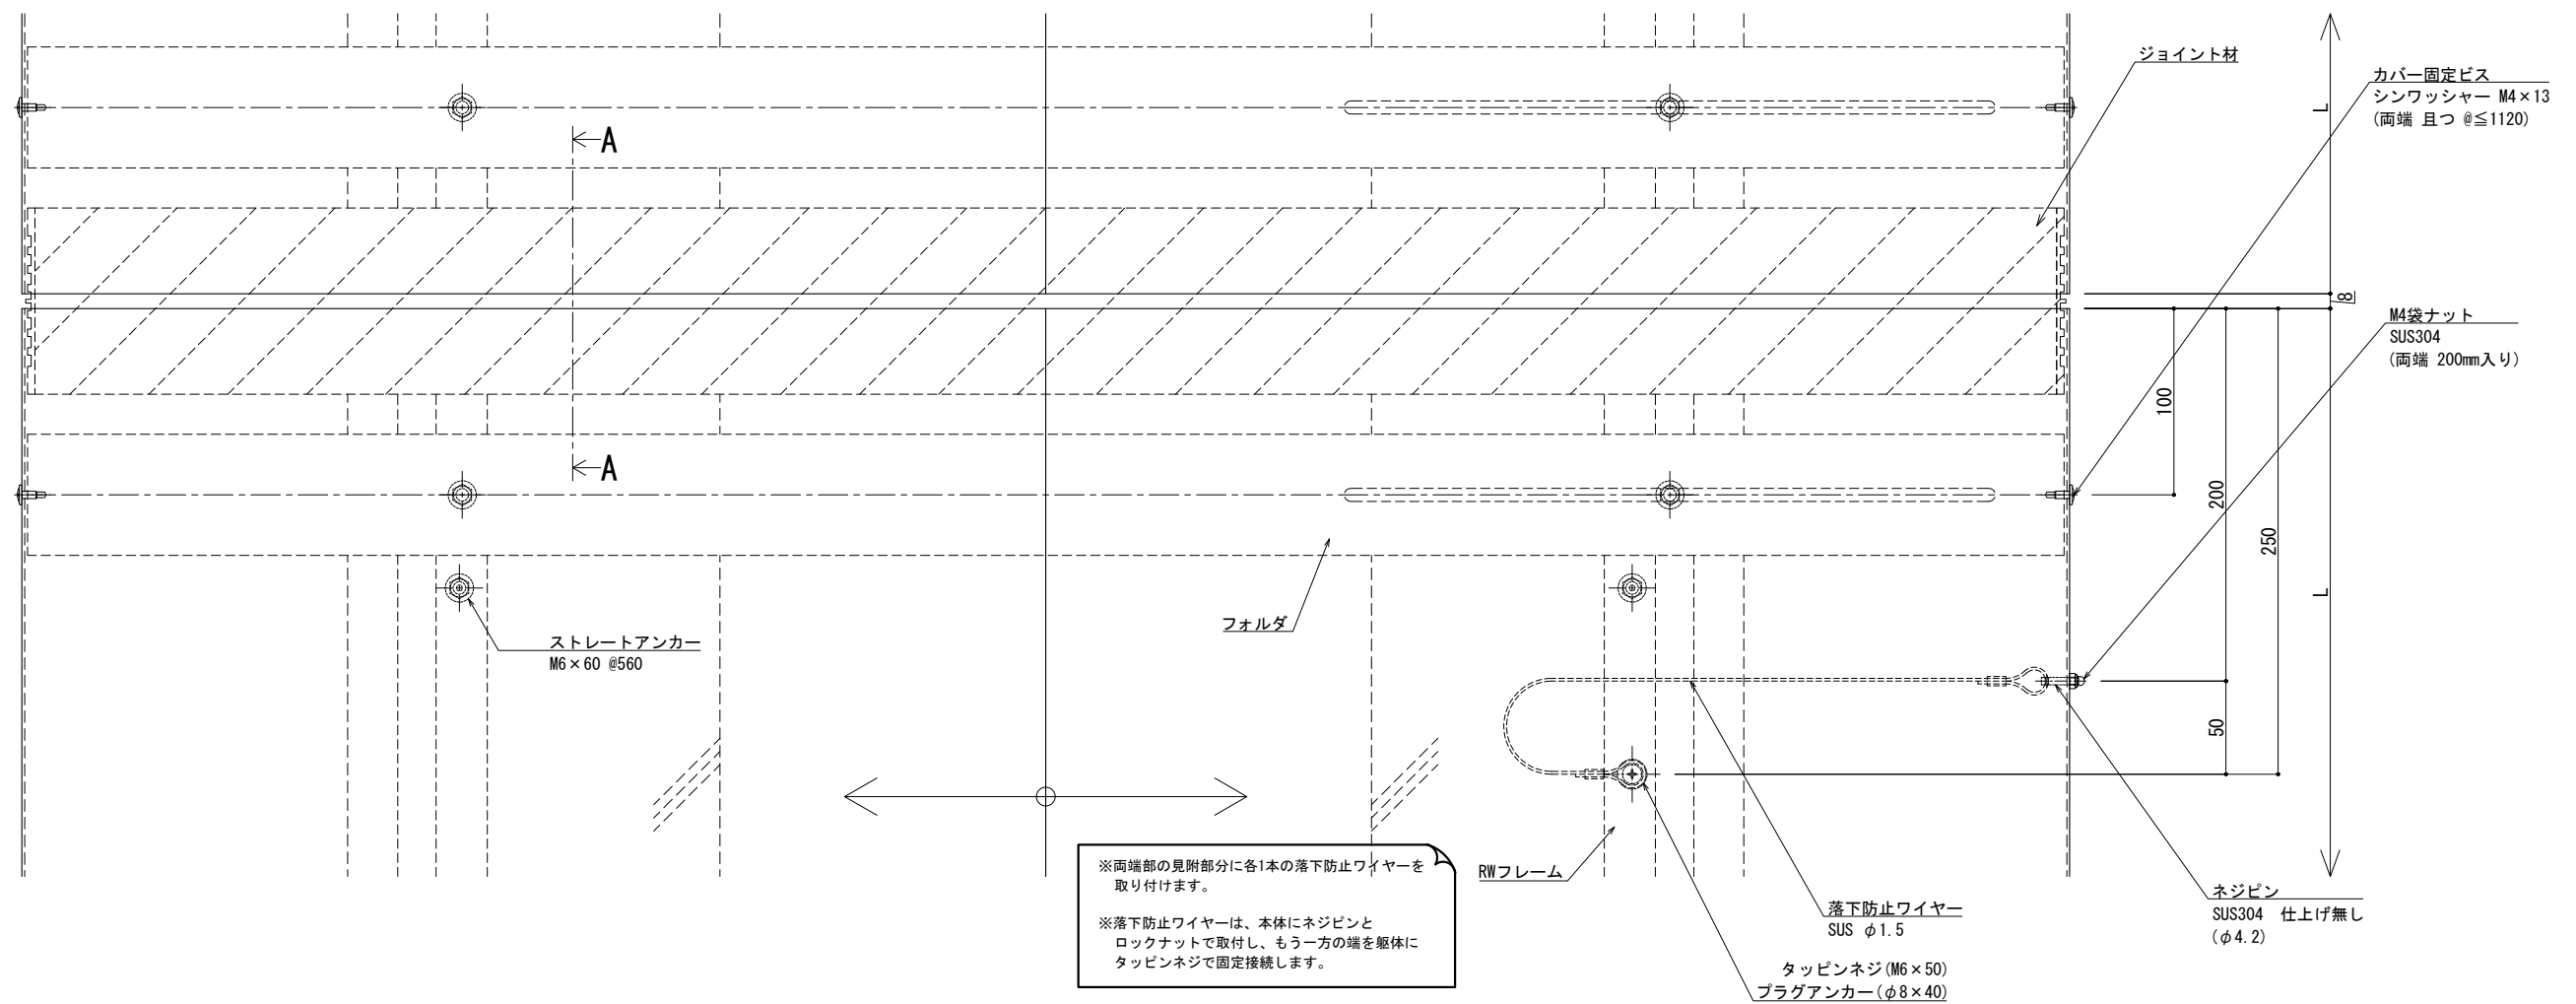 ジョイント材
カバー固定ビス
シンワッシャー M4×13
(両端 且つ @≦1120)
L
A
8
M4袋ナット
SUS304
(両端 200mm入り)
100
A
200
250
L
フォルダ
ストレートアンカー
M6×60 @560
50
※両端部の見附部分に各1本の落下防止ワイヤーを
取り付けます。
※落下防止ワイヤーは、本体にネジピンと
ロックナットで取付し、もう一方の端を躯体に
タッピンネジで固定接続します。
RWフレーム
ネジピン
SUS304 仕上げ無し
(φ4.2)
落下防止ワイヤー
SUS φ1.5
タッピンネジ(M6×50)
プラグアンカー(φ8×40)